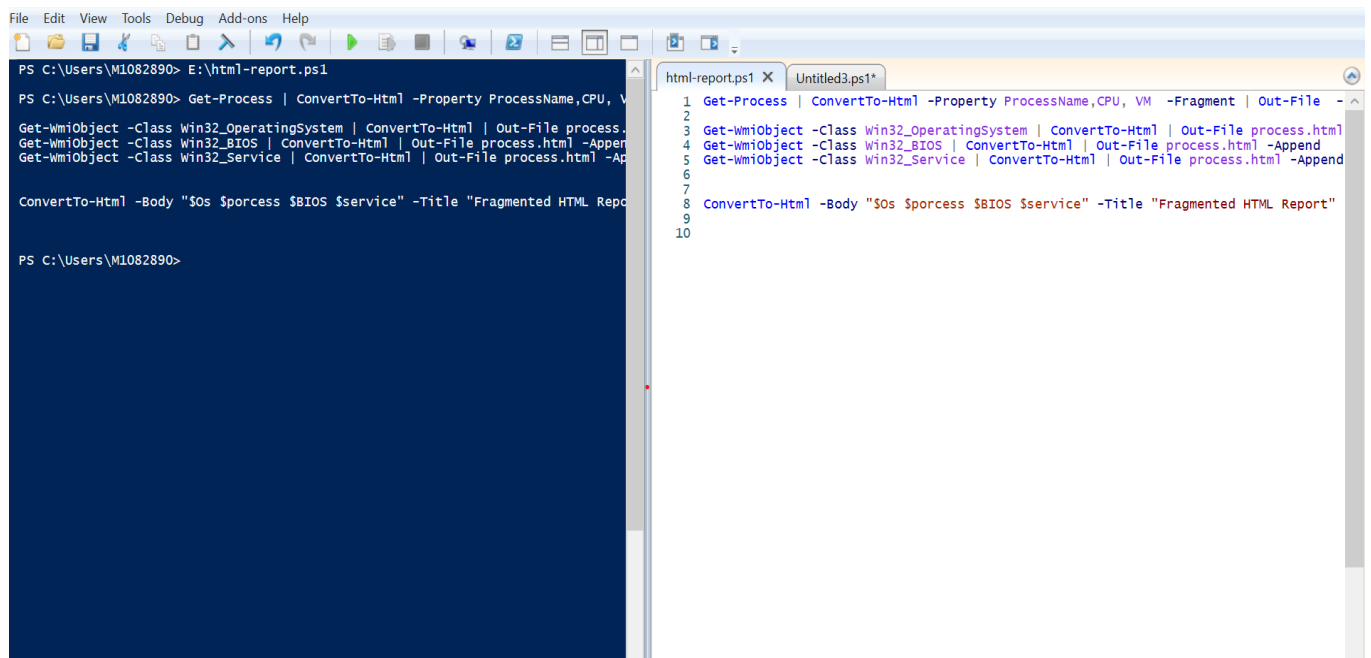 File Edit View Tools Debug Add-ons Help
PS C:\Users\M1082890> E:\html-report.ps1
PS C:\Users\M1082890> Get-Process | ConvertTo-Html -Property ProcessName,CPU, V
Get-WmiObject -Class Win32_OperatingSystem | ConvertTo-Html | Out-File process.
Get-WmiObject -Class Win32_BIOS | ConvertTo-Html | Out-File process.html -Appen
Get-WmiObject -Class Win32_Service | ConvertTo-Html | Out-File process.html -Ap
ConvertTo-Html -Body "$Os $porcess $BIOS $service" -Title "Fragmented HTML Repo
PS C:\Users\M1082890>
html-report.ps1 X Untitled3.ps1*
1 Get-Process | ConvertTo-Html -Property ProcessName,CPU, VM -Fragment | Out-File -
2
3 Get-WmiObject -Class Win32_OperatingSystem | ConvertTo-Html | Out-File process.html
4 Get-WmiObject -Class Win32_BIOS | ConvertTo-Html | Out-File process.html -Append
5 Get-WmiObject -Class Win32_Service | ConvertTo-Html | Out-File process.html -Append
6
7
8 ConvertTo-Html -Body "$Os $porcess $BIOS $service" -Title "Fragmented HTML Report"
9
10